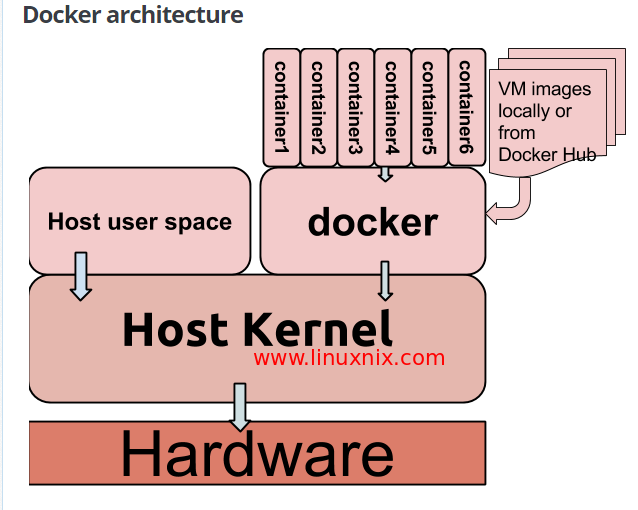 Docker architecture
container1
container2
container3
container4
container5
container6
VM images
locally or
from
Docker Hub
Host user space
docker
Host Kernel
www.linuxnix.com
Hardware